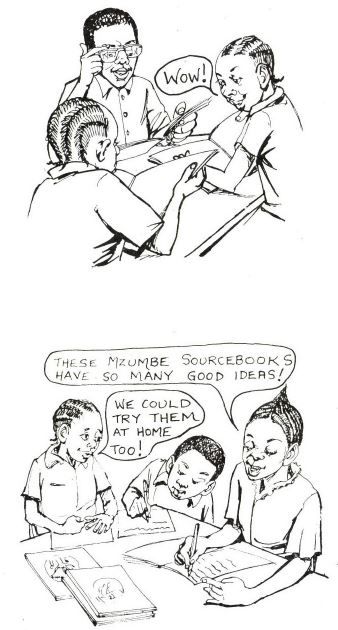 WOW!
THESE MZUMBE SOURCEBOOKS
HAVE SO MANY GOOD IDEAS!
WE COULD
TRY THEM
AT HOME
TOO!